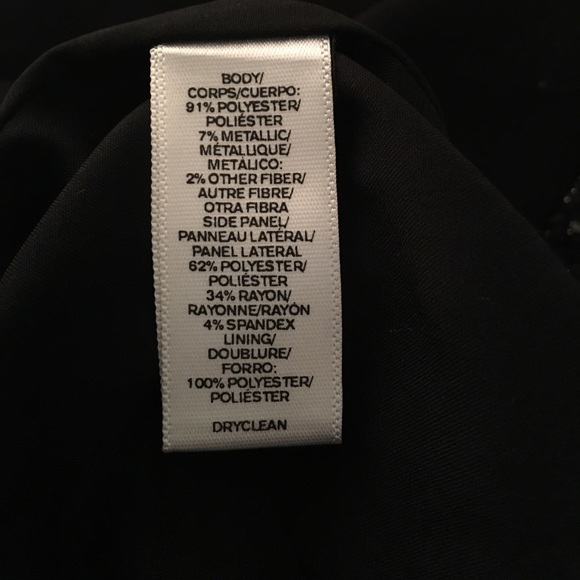 BODY/
CORPS/CUERPO:
91% POLYESTER/
POLIÉSTER
7% METALLIC/
MÉTALLIQUE/
METÁLICO:
2% OTHER FIBER/
AUTRE FIBRE/
OTRA FIBRA
SIDE PANEL/
PANNEAU LATÉRAL/
PANEL LATERAL
62% POLYESTER/
POLIÉSTER
34% RAYON/
RAYONNE/RAYÓN
4% SPANDEX
LINING/
DOUBLURE/
FORRO:
100% POLYESTER/
POLIÉSTER
DRYCLEAN